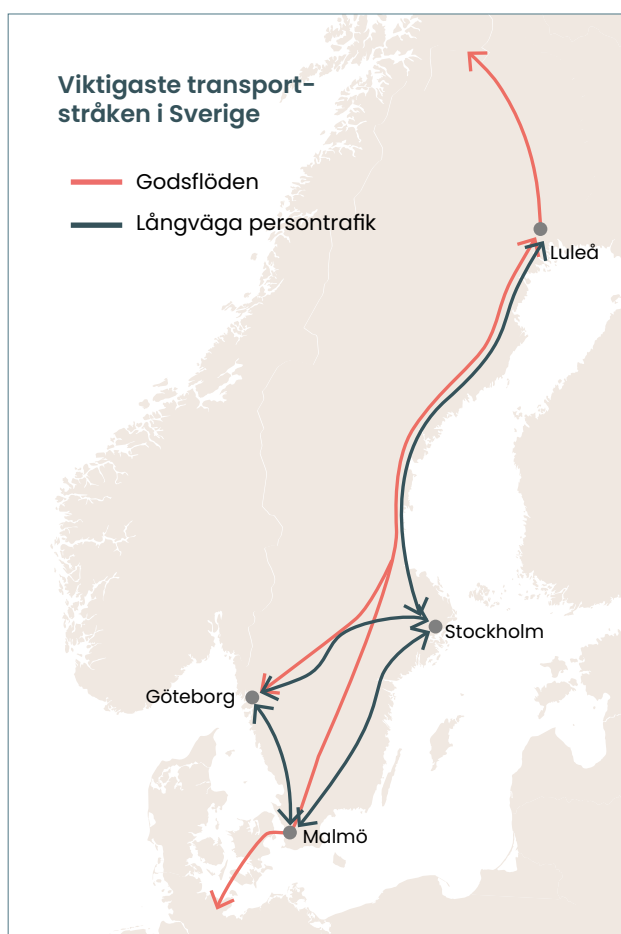 Viktigaste transport-
stråken i Sverige
Godsflöden
Långväga persontrafik
Luleå
Stockholm
Göteborg
Malmö